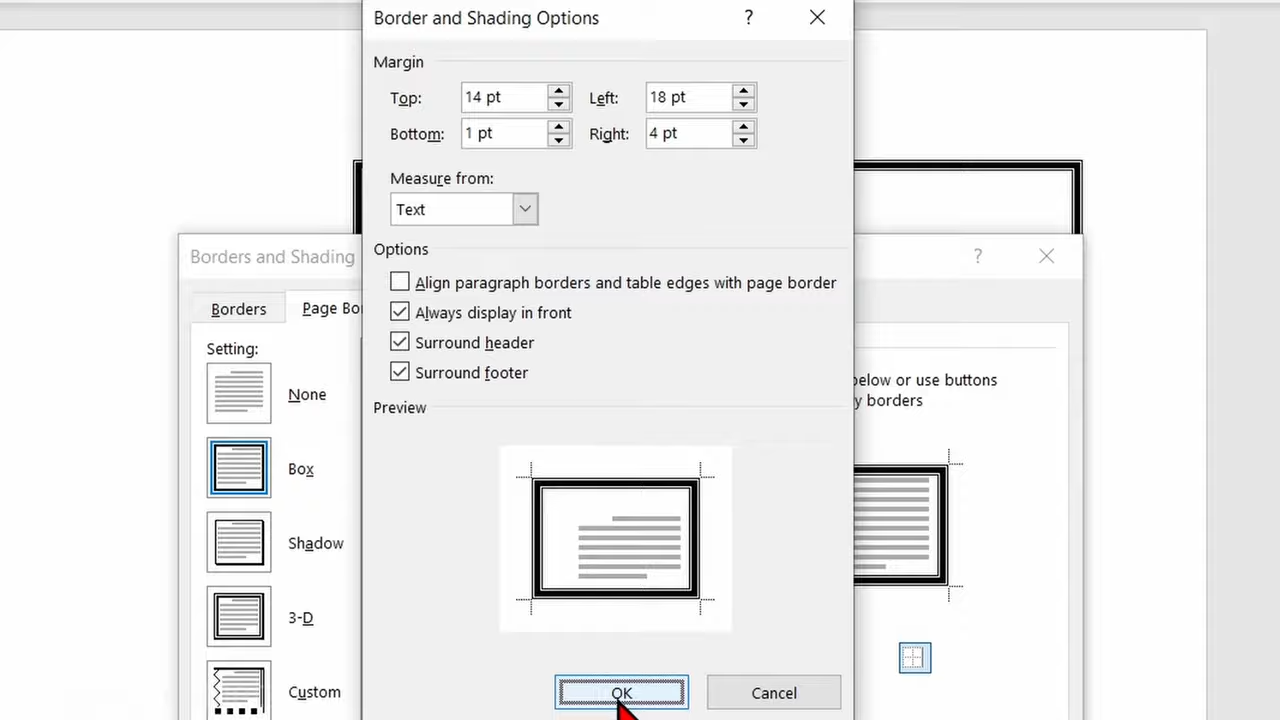 Border and Shading Options
?
Margin
Top: 14 pt Left: 18 pt
Bottom: 1 pt Right: 4 pt
Measure from:
Text
Options
Align paragraph borders and table edges with page border
Always display in front
Surround header
Surround footer
Preview
OK Cancel
Borders and Shading ?
Borders Page Bor
Setting:
None
Box
Shadow
3-D
Custom
below or use buttons
y borders